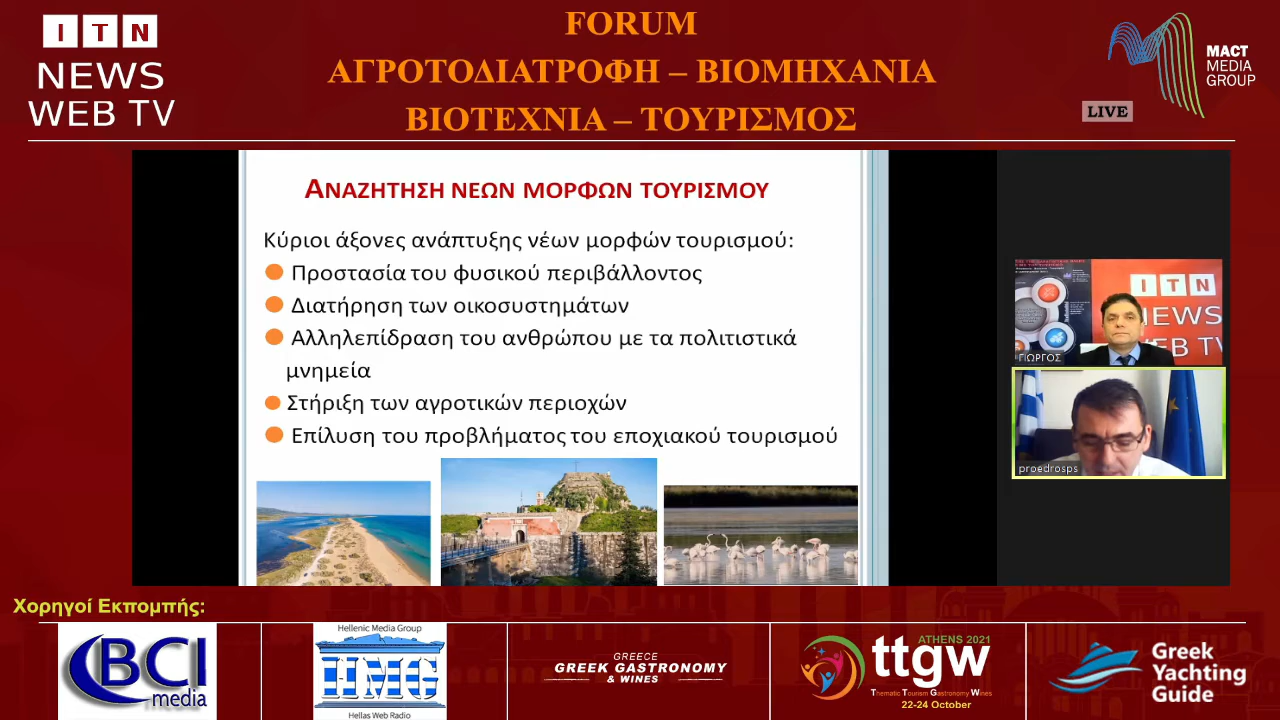 ITN
NEWS
WEB TV
FORUM
ΑΓΡΟΤΟΔΙΑΤΡΟΦΗ – ΒΙΟΜΗΧΑΝΙΑ
ΒΙΟΤΕΧΝΙΑ – ΤΟΥΡΙΣΜΟΣ
MACT
MEDIA
GROUP
LIVE
ΑΝΑΖΗΤΗΣΗ ΝΕΩΝ ΜΟΡΦΩΝ ΤΟΥΡΙΣΜΟΥ
Κύριοι άξονες ανάπτυξης νέων μορφών τουρισμού:
Προστασία του φυσικού περιβάλλοντος
Διατήρηση των οικοσυστημάτων
Αλληλεπίδραση του ανθρώπου με τα πολιτιστικά
μνημεία
Στήριξη των αγροτικών περιοχών
Επίλυση του προβλήματος του εποχιακού τουρισμού
ITN
NEWS
WEB TV
ΓΙΩΡΓΟΣ
proedrosps
Χορηγοί Εκπομπής:
BCI
media
Hellenic Media Group
HMG
Hellas Web Radio
GREECE
GREEK GASTRONOMY
& WINES
ATHENS 2021
ttgw
Thematic Tourism Gastronomy Wines
22-24 October
Greek
Yachting
Guide